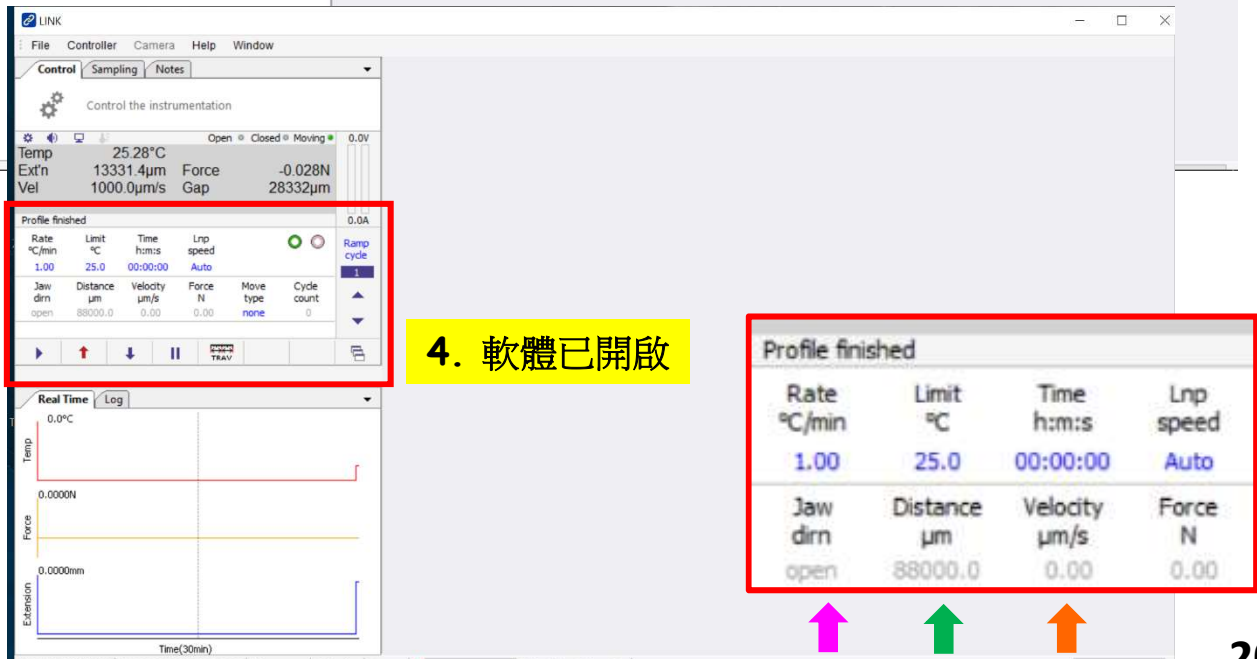 LINK
File Controller Camera Help Window
Control Sampling Notes
Control the instrumentation
Open Closed Moving 0.0V
Temp 25.28°C
Ext'n 13331.4µm Force -0.028N
Vel 1000.0µm/s Gap 28332µm
0.0A
Profile finished
Rate Limit Time Lnp
°C/min ºC h:m:s speed
1.00 25.0 00:00:00 Auto
Ramp
cycle
1
Jaw Distance Velocity Force Move Cycle
dirn µm µm/s N type count
open 88000.0 0.00 0.00 none 0
TRAV
4. 軟體已開啟
Real Time Log
0.0°C
Temp
0.0000N
Force
0.0000mm
Extension
Time(30min)
Profile finished
Rate Limit Time Lnp
ºC/min ºC h:m:s speed
1.00 25.0 00:00:00 Auto
Jaw Distance Velocity Force
dirn µm µm/s N
open 88000.0 0.00 0.00